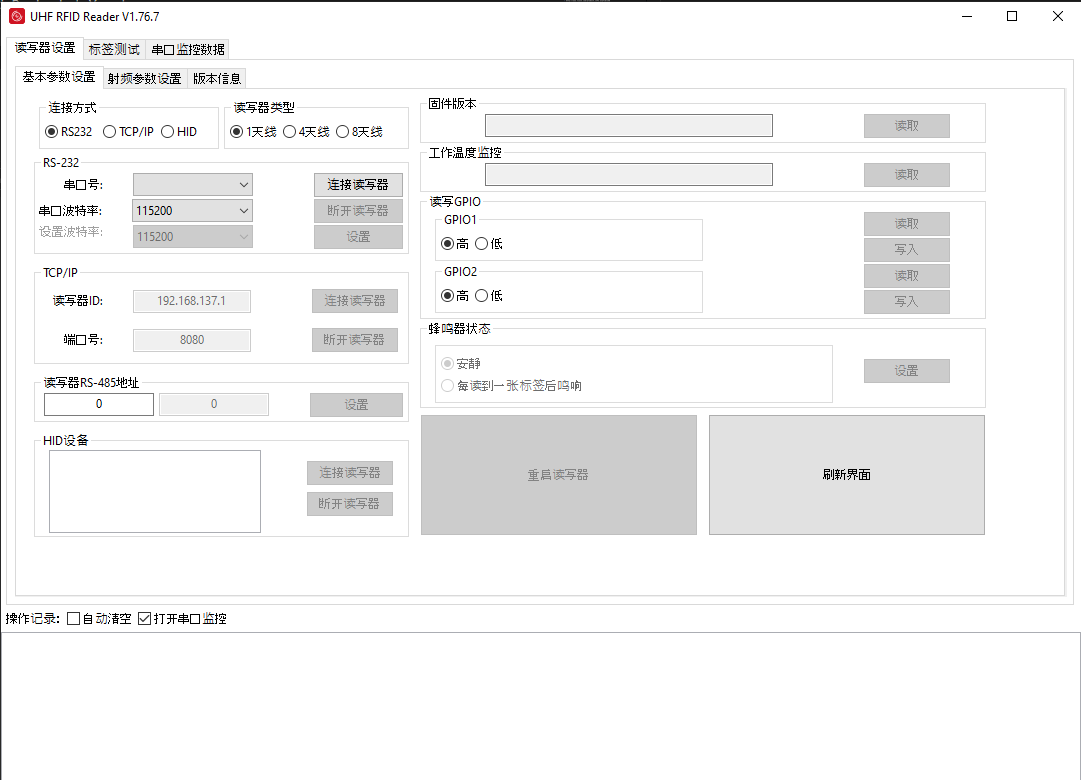 UHF RFID Reader V1.76.7
读写器设置 标签测试 串口监控数据
基本参数设置 射频参数设置 版本信息
连接方式
RS232 TCP/IP HID
读写器类型
1天线 4天线 8天线
RS-232
串口号: 连接读写器
串口波特率: 115200 断开读写器
设置波特率: 115200 设置
TCP/IP
读写器ID: 192.168.137.1 连接读写器
端口号: 8080 断开读写器
读写器RS-485地址
0 0 设置
HID设备
连接读写器
断开读写器
固件版本
读取
工作温度监控
读取
读写GPIO
GPIO1
高 低
读取
写入
GPIO2
高 低
读取
写入
蜂鸣器状态
安静
每读到一张标签后鸣响
设置
重启读写器 刷新界面
操作记录: 自动清空 打开串口监控